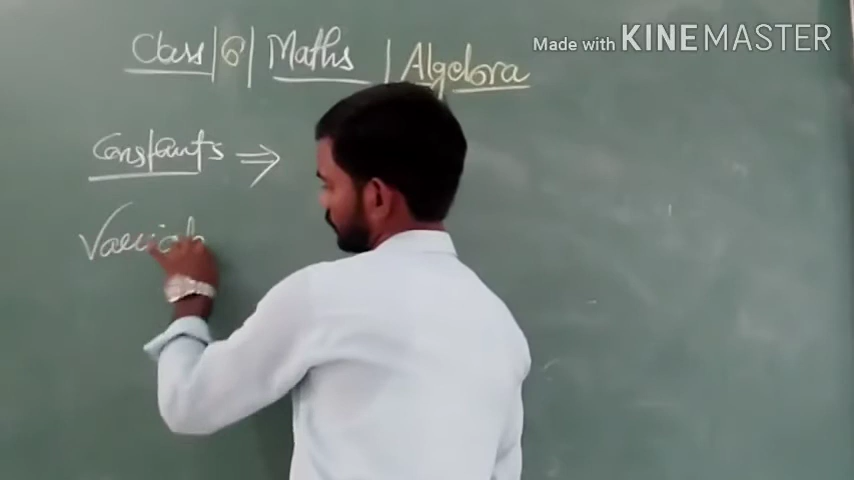 Class | 6 | Maths | Algebra
Made with KINEMASTER
Constants ⇒
Variab